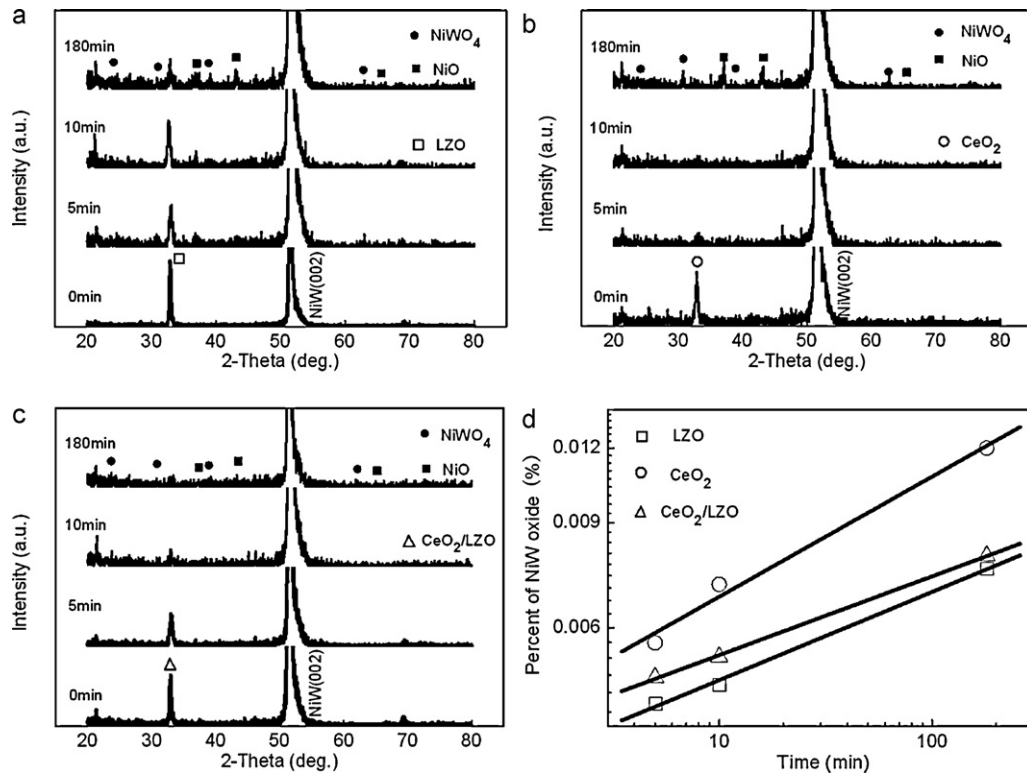 a
180min
● NiWO4
■ NiO
10min
□ LZO
5min
0min
NiW(002)
Intensity (a.u.)
20 30 40 50 60 70 80
2-Theta (deg.)
b
180min
● NiWO4
■ NiO
10min
○ CeO2
5min
0min
NiW(002)
Intensity (a.u.)
20 30 40 50 60 70 80
2-Theta (deg.)
c
180min
● NiWO4
■ NiO
10min
△ CeO2/LZO
5min
0min
NiW(002)
Intensity (a.u.)
20 30 40 50 60 70 80
2-Theta (deg.)
d
□ LZO
○ CeO2
△ CeO2/LZO
0.012
0.009
0.006
Percent of NiW oxide (%)
10 100
Time (min)